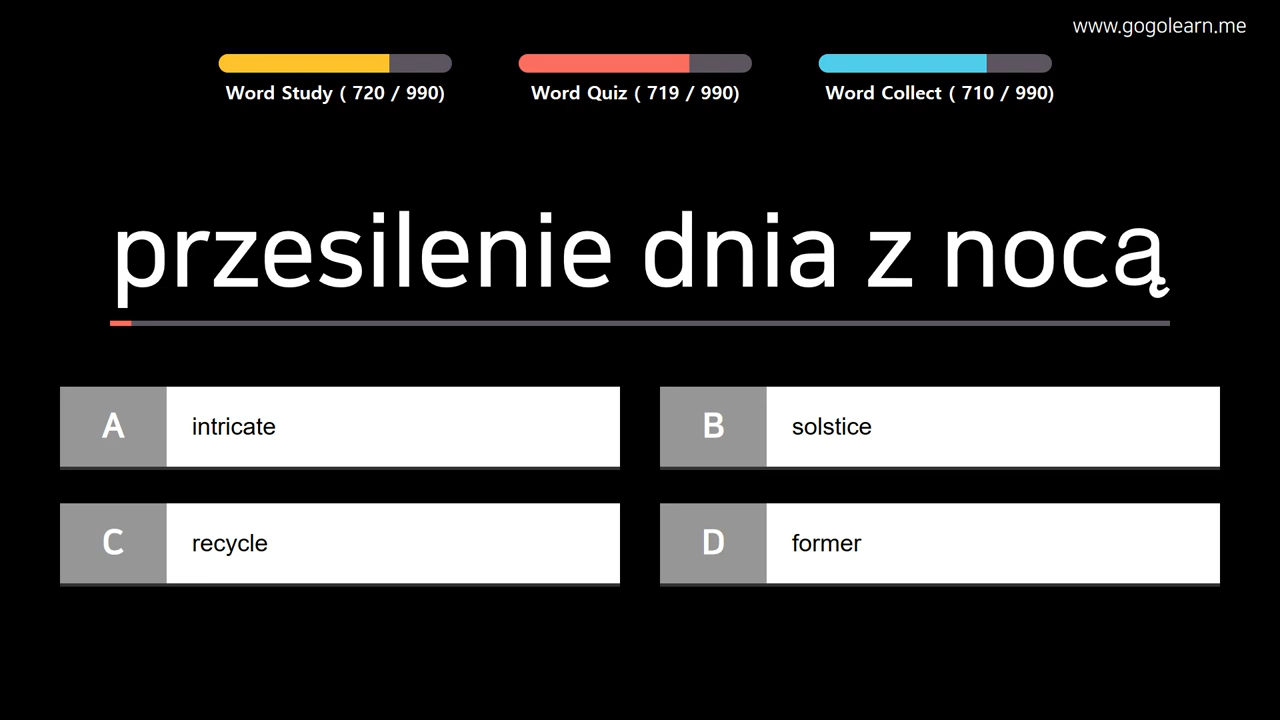 www.gogolearn.me
Word Study ( 720 / 990)
Word Quiz ( 719 / 990)
Word Collect ( 710 / 990)
przesilenie dnia z nocą
A
intricate
B
solstice
C
recycle
D
former